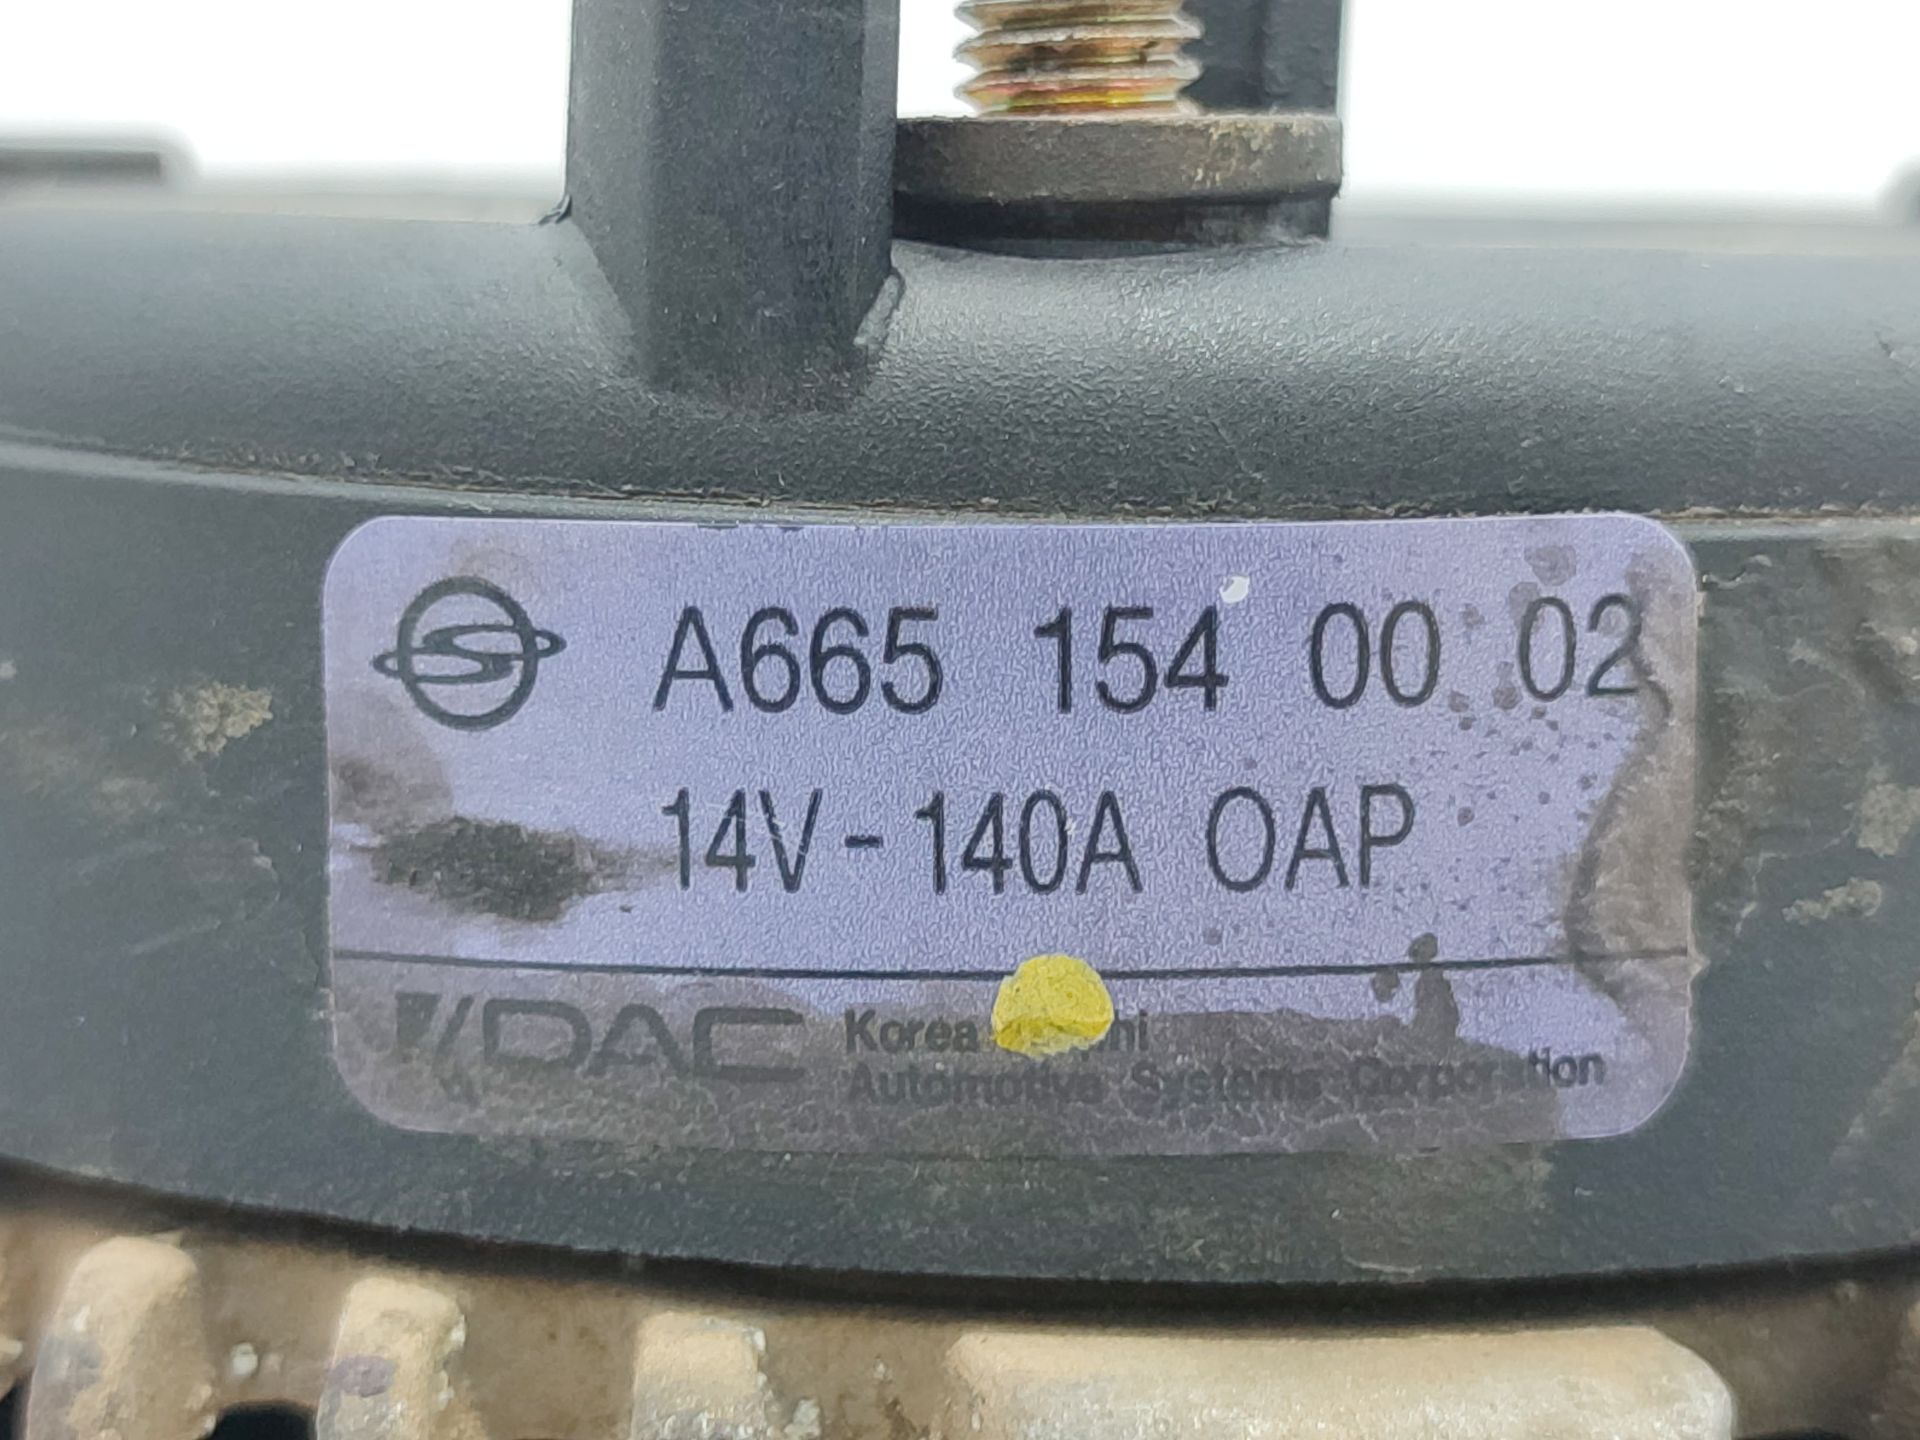 A665 154 00 02
14V - 140A OAP
KDAC Korea
Automotive Systems Corporation